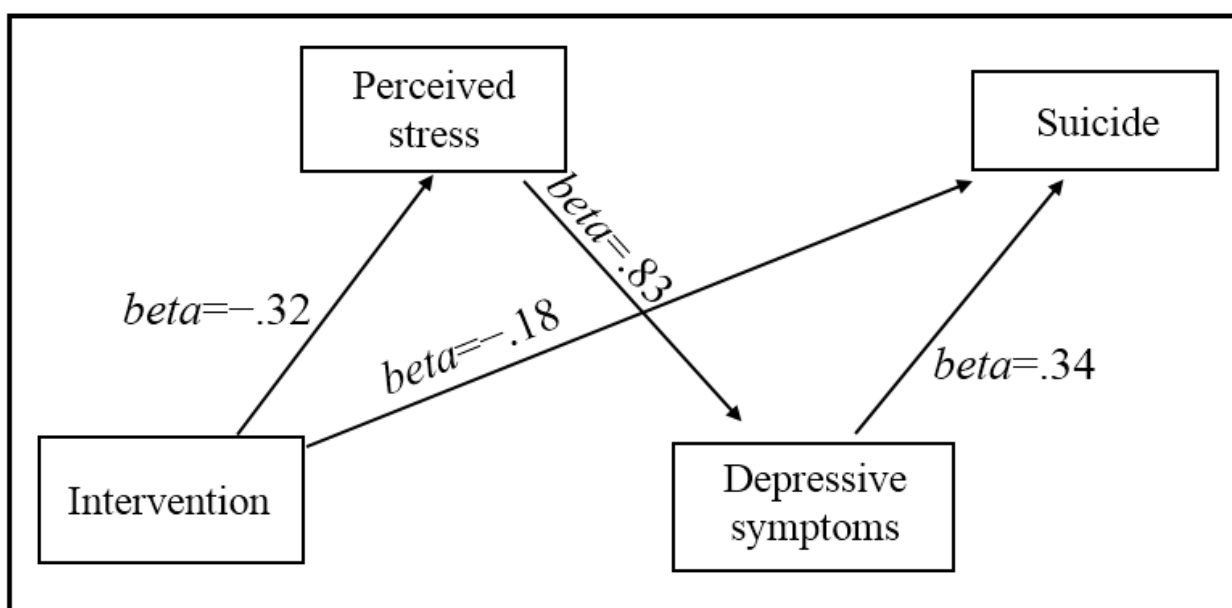 Perceived
stress
Suicide
beta=.83
beta=−.32
beta=−.18
beta=.34
Intervention
Depressive
symptoms